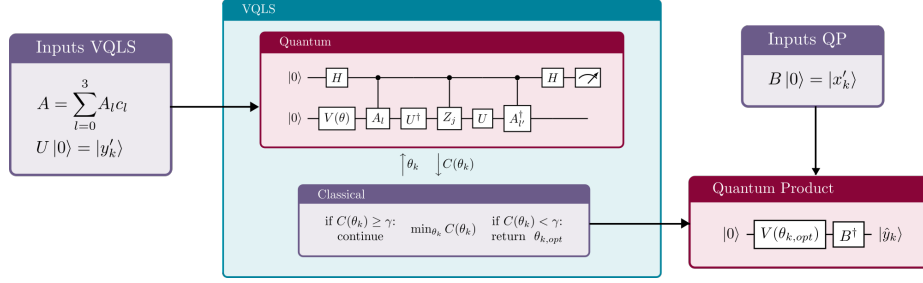 VQLS
Inputs VQLS
A = \sum_{l=0}^{3} A_l c_l
U |0⟩ = |y'_k⟩
Quantum
|0⟩ H H
|0⟩ V(θ) A_l U^† Z_j U A_{l'}^†
↑ θ_k ↓ C(θ_k)
Classical
if C(θ_k) ≥ γ: continue
min_{θ_k} C(θ_k)
if C(θ_k) < γ: return θ_{k,opt}
Inputs QP
B |0⟩ = |x'_k⟩
Quantum Product
|0⟩ V(θ_{k,opt}) B^† |ŷ_k⟩